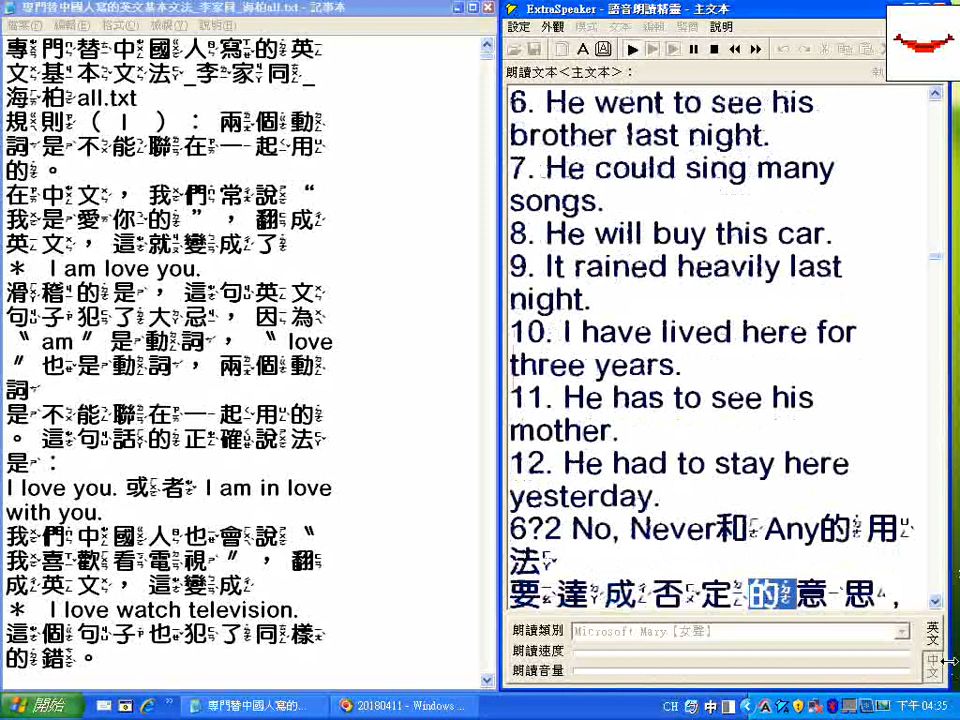 專門替中國人寫的英文基本文法_李家同_海柏all.txt - 記事本
檔案(F) 編輯(E) 格式(O) 檢視(V) 說明(H)
專門替中國人寫的英
文基本文法_李家同_
海柏all.txt
規則(1):兩個動
詞是不能聯在一起用
的。
在中文,我們常說“
我是愛你的”,翻成
英文,這就變成了
* I am love you.
滑稽的是,這句英文
句子犯了大忌,因為
〝am〞是動詞,〝love
〞也是動詞,兩個動
詞
是不能聯在一起用的
。這句話的正確說法
是:
I love you. 或者 I am in love
with you.
我們中國人也會說〝
我喜歡看電視〞,翻
成英文,這變成
* I love watch television.
這個句子也犯了同樣
的錯。
ExtraSpeaker - 語音朗讀精靈 - 主文本
設定 外觀 模式 文本 編輯 聲調 說明
朗讀文本<主文本>:
6. He went to see his
brother last night.
7. He could sing many
songs.
8. He will buy this car.
9. It rained heavily last
night.
10. I have lived here for
three years.
11. He has to see his
mother.
12. He had to stay here
yesterday.
6?2 No, Never和 Any的用
法
要達成否定的意思,
朗讀類別 Microsoft Mary【女聲】
朗讀速度
朗讀音量
英文
中文
開始
專門替中國人寫的...
20180411 - Windows ...
CH 中 下午 04:35